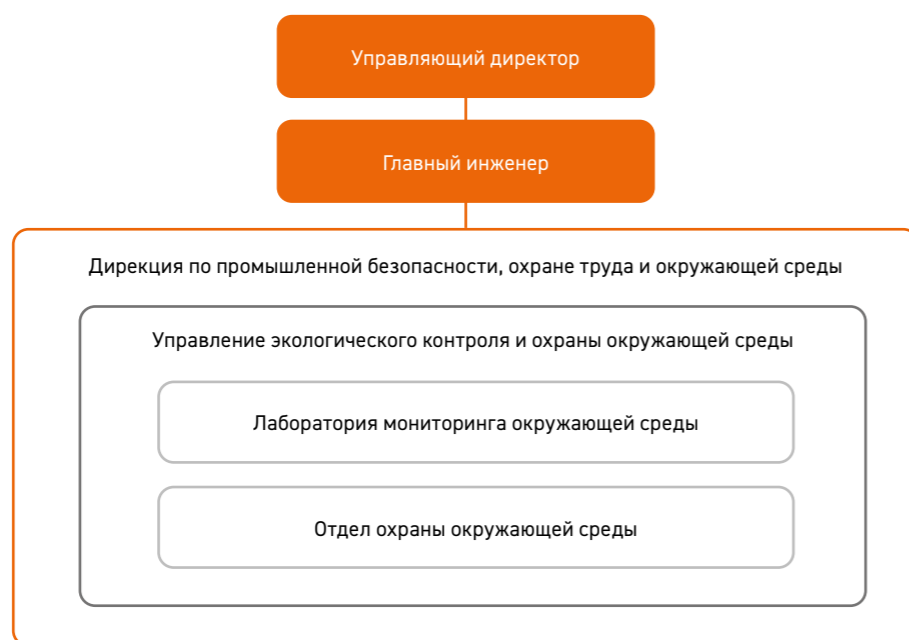 Управляющий директор
Главный инженер
Дирекция по промышленной безопасности, охране труда и окружающей среды
Управление экологического контроля и охраны окружающей среды
Лаборатория мониторинга окружающей среды
Отдел охраны окружающей среды